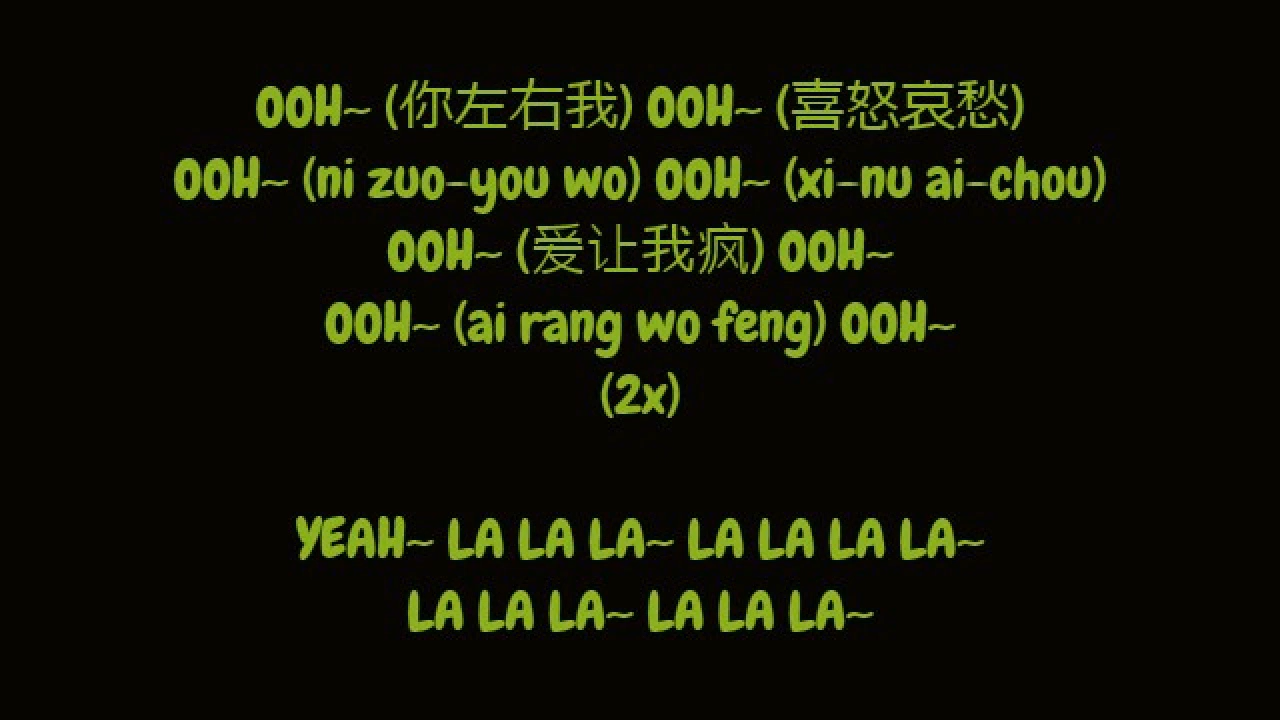 OOH~ (你左右我) OOH~ (喜怒哀愁)
OOH~ (ni zuo-you wo) OOH~ (xi-nu ai-chou)
OOH~ (爱让我疯) OOH~
OOH~ (ai rang wo feng) OOH~
(2x)
YEAH~ LA LA LA~ LA LA LA LA~
LA LA LA~ LA LA LA~